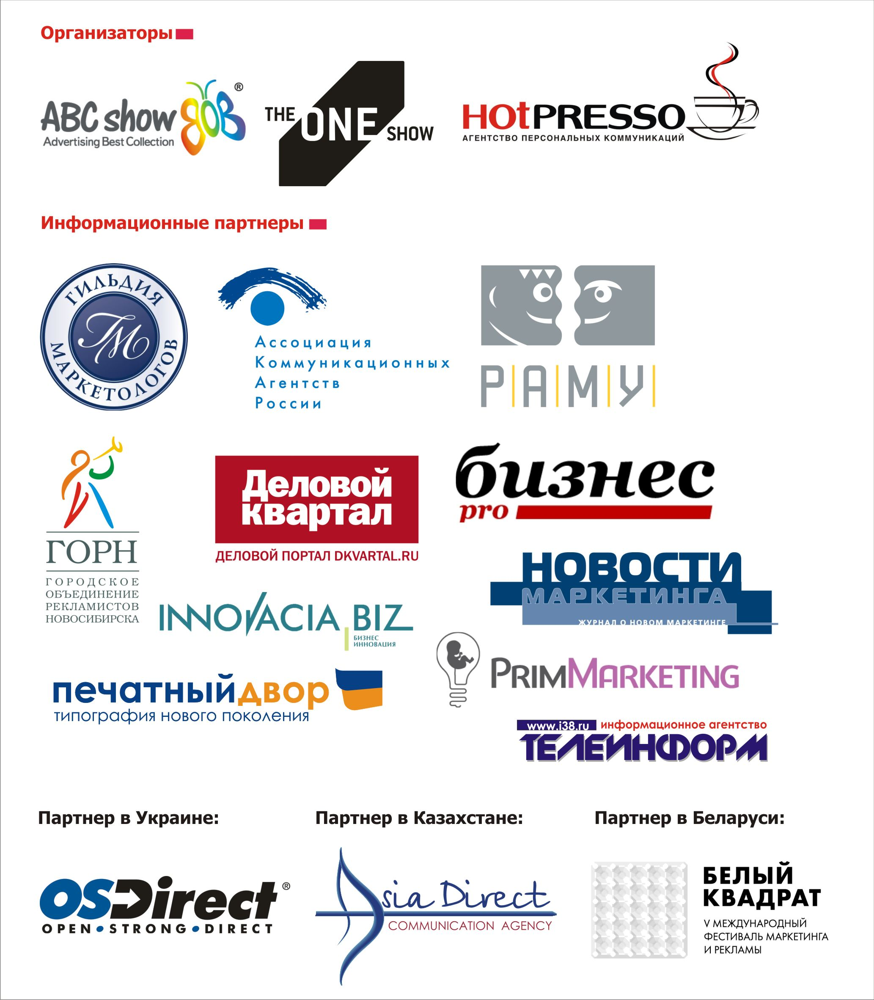 Организаторы
ABC show ®
Advertising Best Collection
THE ONE SHOW
HOtPRESSO
АГЕНТСТВО ПЕРСОНАЛЬНЫХ КОММУНИКАЦИЙ
Информационные партнеры
ГИЛЬДИЯ
ГМ
МАРКЕТОЛОГОВ
Ассоциация
Коммуникационных
Агентств
России
Р|А|М|У|
ГОРН
ГОРОДСКОЕ
ОБЪЕДИНЕНИЕ
РЕКЛАМИСТОВ
НОВОСИБИРСКА
Деловой
квартал
ДЕЛОВОЙ ПОРТАЛ DKVARTAL.RU
бизнес
pro
НОВОСТИ
МАРКЕТИНГА
ЖУРНАЛ О НОВОМ МАРКЕТИНГЕ
INNOVACIA BIZ
БИЗНЕС
ИННОВАЦИЯ
PRIMMARKETING
печатныйдвор
типография нового поколения
www.i38.ru информационное агентство
ТЕЛЕИНФОРМ
Партнер в Украине:
OSDirect ®
OPEN • STRONG • DIRECT
Партнер в Казахстане:
Asia Direct
COMMUNICATION AGENCY
Партнер в Беларуси:
БЕЛЫЙ
КВАДРАТ
V МЕЖДУНАРОДНЫЙ
ФЕСТИВАЛЬ МАРКЕТИНГА
И РЕКЛАМЫ